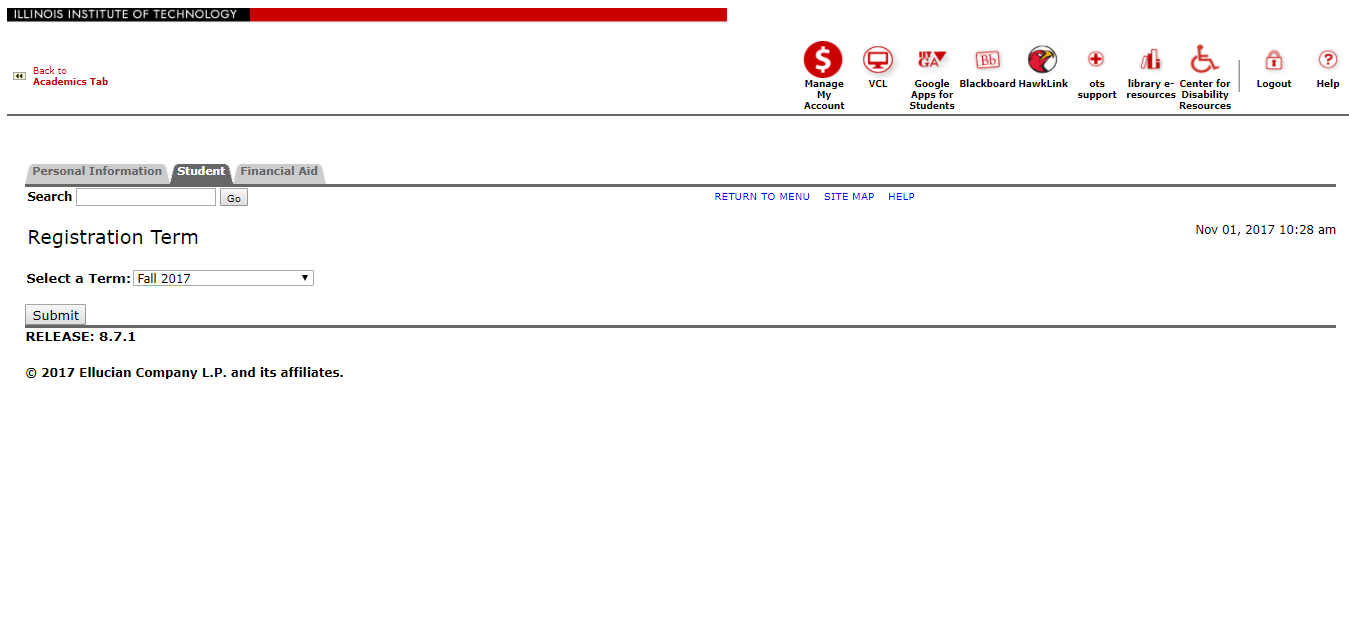 ILLINOIS INSTITUTE OF TECHNOLOGY
Back to
Academics Tab
$
Manage
My
Account
VCL
IIT
GA
Google
Apps for
Students
Bb
Blackboard
HawkLink
ots
support
library e-
resources
Center for
Disability
Resources
Logout
?
Help
Personal Information
Student
Financial Aid
Search
Go
RETURN TO MENU
SITE MAP
HELP
Registration Term
Nov 01, 2017 10:28 am
Select a Term: Fall 2017
Submit
RELEASE: 8.7.1
© 2017 Ellucian Company L.P. and its affiliates.